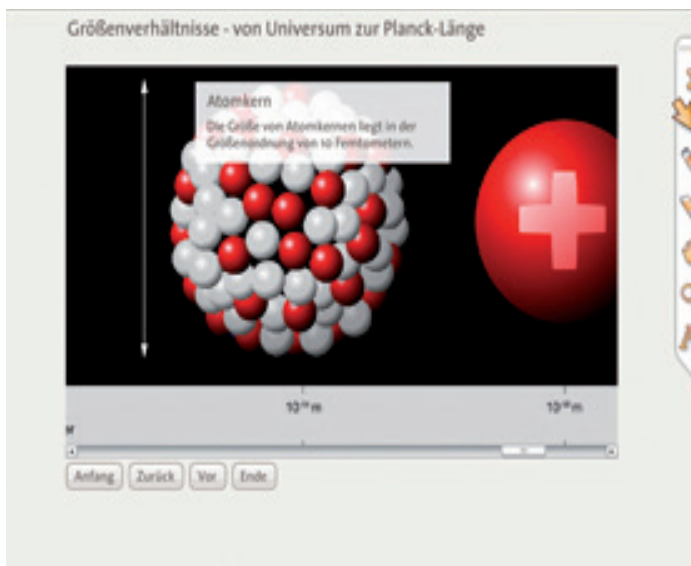 Größenverhältnisse - von Universum zur Planck-Länge
Atomkern
Die Größe von Atomkernen liegt in der
Größenordnung von 10 Femtometern.
m
m
Anfang
Zurück
Vor
Ende